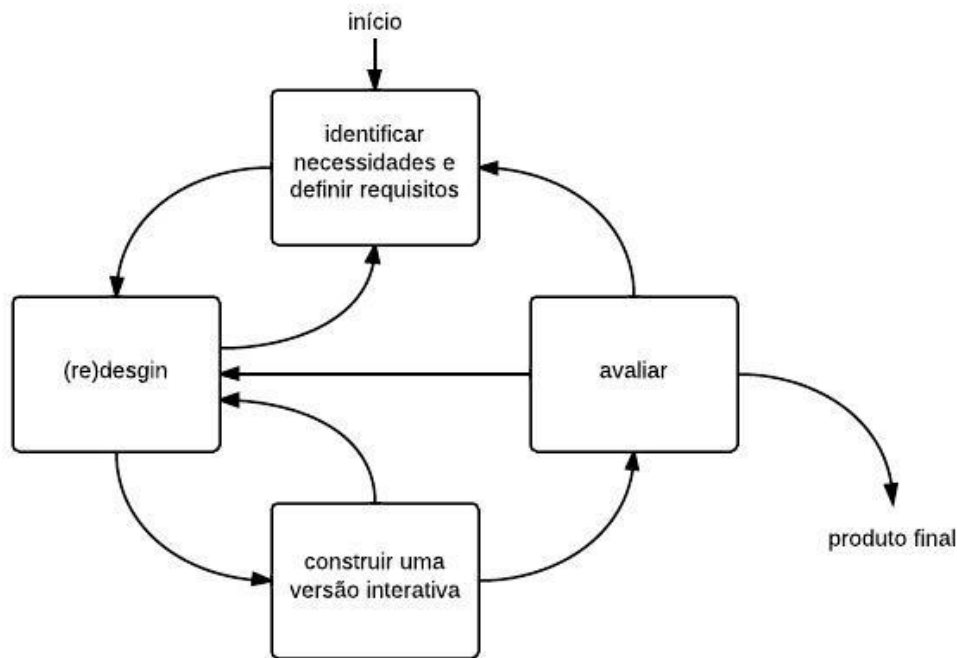 início
identificar
necessidades e
definir requisitos
(re)desgin
avaliar
construir uma
versão interativa
produto final